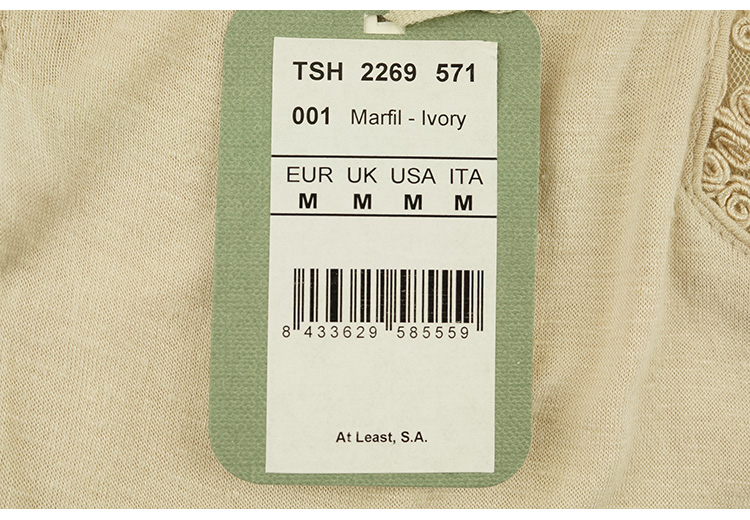 TSH 2269 571
001 Marfil - Ivory
EUR UK USA ITA
M M M M
8 433629 585559
At Least, S.A.